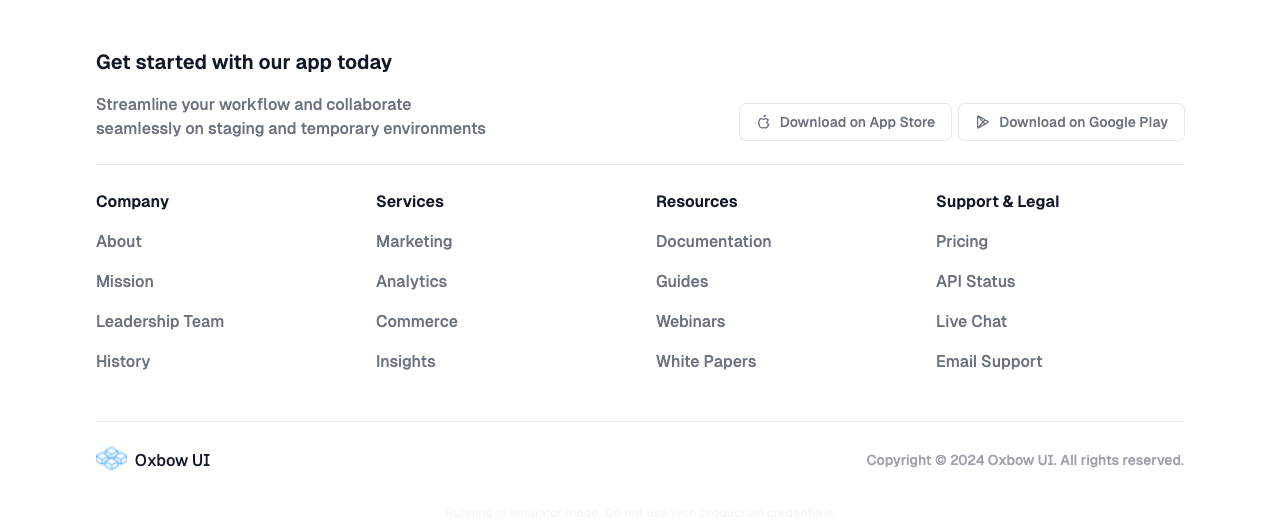 Get started with our app today
Streamline your workflow and collaborate
seamlessly on staging and temporary environments
Download on App Store
Download on Google Play
Company
About
Mission
Leadership Team
History
Services
Marketing
Analytics
Commerce
Insights
Resources
Documentation
Guides
Webinars
White Papers
Support & Legal
Pricing
API Status
Live Chat
Email Support
Oxbow UI
Copyright © 2024 Oxbow UI. All rights reserved.
Running in emulator mode. Do not use with production credentials.